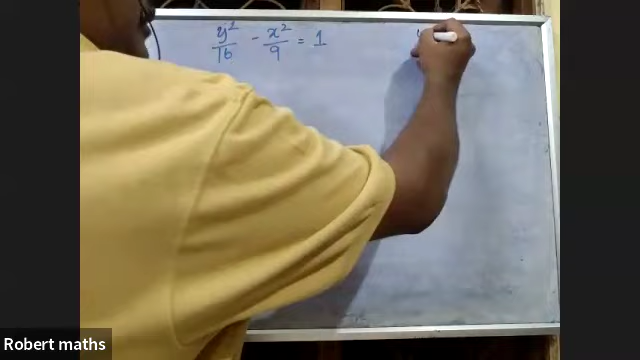 y²/16 - x²/9 = 1
Robert maths